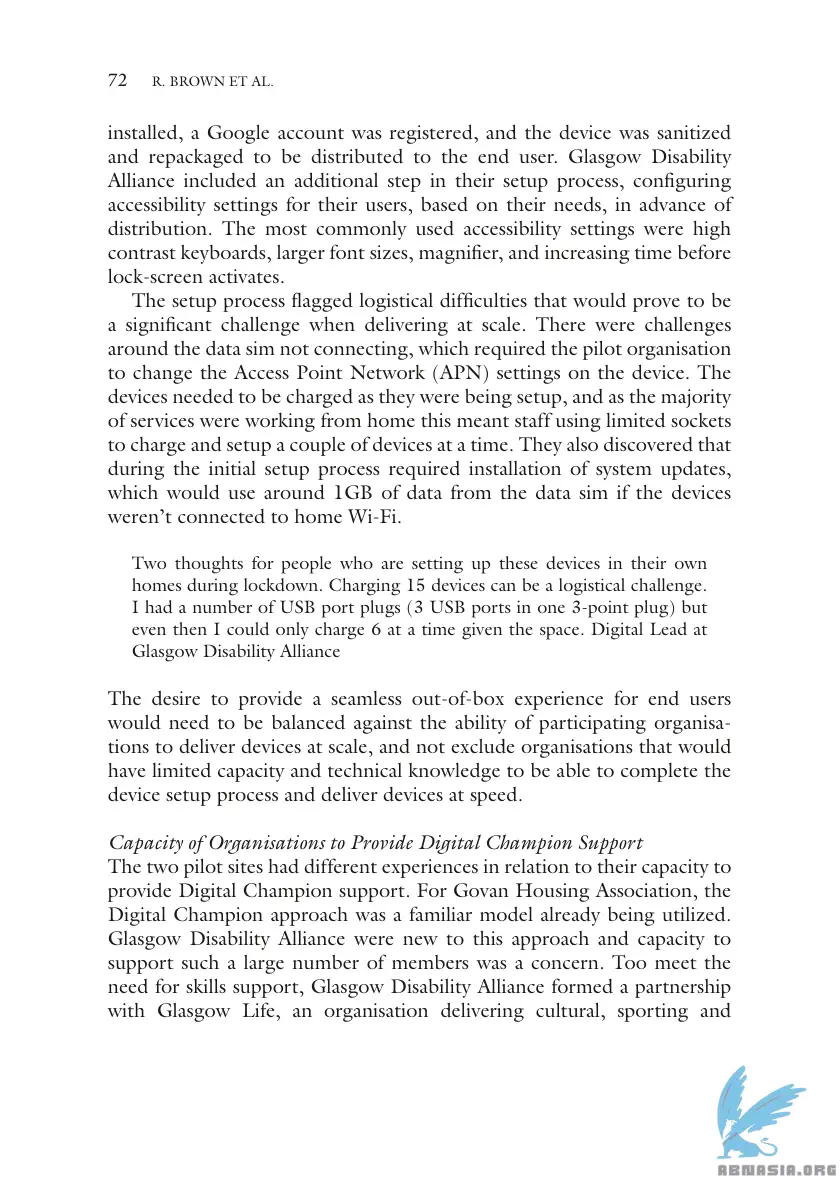 72 R. BROWN ET AL.
installed, a Google account was registered, and the device was sanitized
and repackaged to be distributed to the end user. Glasgow Disability
Alliance included an additional step in their setup process, configuring
accessibility settings for their users, based on their needs, in advance of
distribution. The most commonly used accessibility settings were high
contrast keyboards, larger font sizes, magnifier, and increasing time before
lock-screen activates.
The setup process flagged logistical difficulties that would prove to be
a significant challenge when delivering at scale. There were challenges
around the data sim not connecting, which required the pilot organisation
to change the Access Point Network (APN) settings on the device. The
devices needed to be charged as they were being setup, and as the majority
of services were working from home this meant staff using limited sockets
to charge and setup a couple of devices at a time. They also discovered that
during the initial setup process required installation of system updates,
which would use around 1GB of data from the data sim if the devices
weren't connected to home Wi-Fi.
Two thoughts for people who are setting up these devices in their own
homes during lockdown. Charging 15 devices can be a logistical challenge.
I had a number of USB port plugs (3 USB ports in one 3-point plug) but
even then I could only charge 6 at a time given the space. Digital Lead at
Glasgow Disability Alliance
The desire to provide a seamless out-of-box experience for end users
would need to be balanced against the ability of participating organisa-
tions to deliver devices at scale, and not exclude organisations that would
have limited capacity and technical knowledge to be able to complete the
device setup process and deliver devices at speed.
Capacity of Organisations to Provide Digital Champion Support
The two pilot sites had different experiences in relation to their capacity to
provide Digital Champion support. For Govan Housing Association, the
Digital Champion approach was a familiar model already being utilized.
Glasgow Disability Alliance were new to this approach and capacity to
support such a large number of members was a concern. Too meet the
need for skills support, Glasgow Disability Alliance formed a partnership
with Glasgow Life, an organisation delivering cultural, sporting and
ABNASIA.ORG